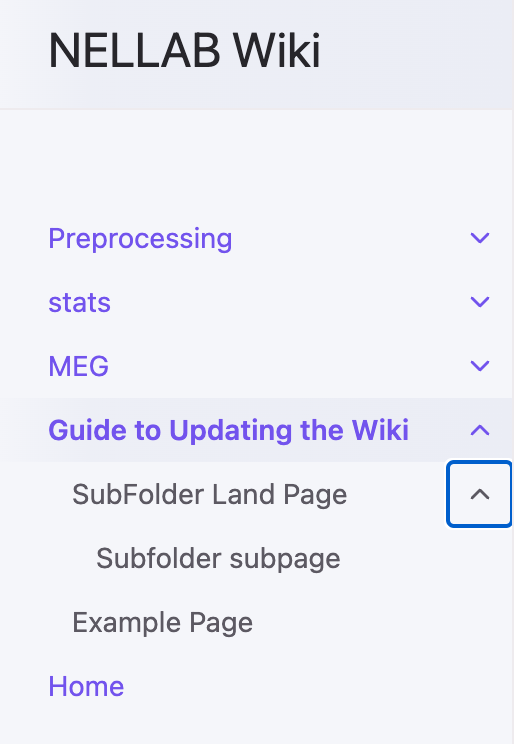 NELLAB Wiki
Preprocessing
stats
MEG
Guide to Updating the Wiki
SubFolder Land Page
Subfolder subpage
Example Page
Home